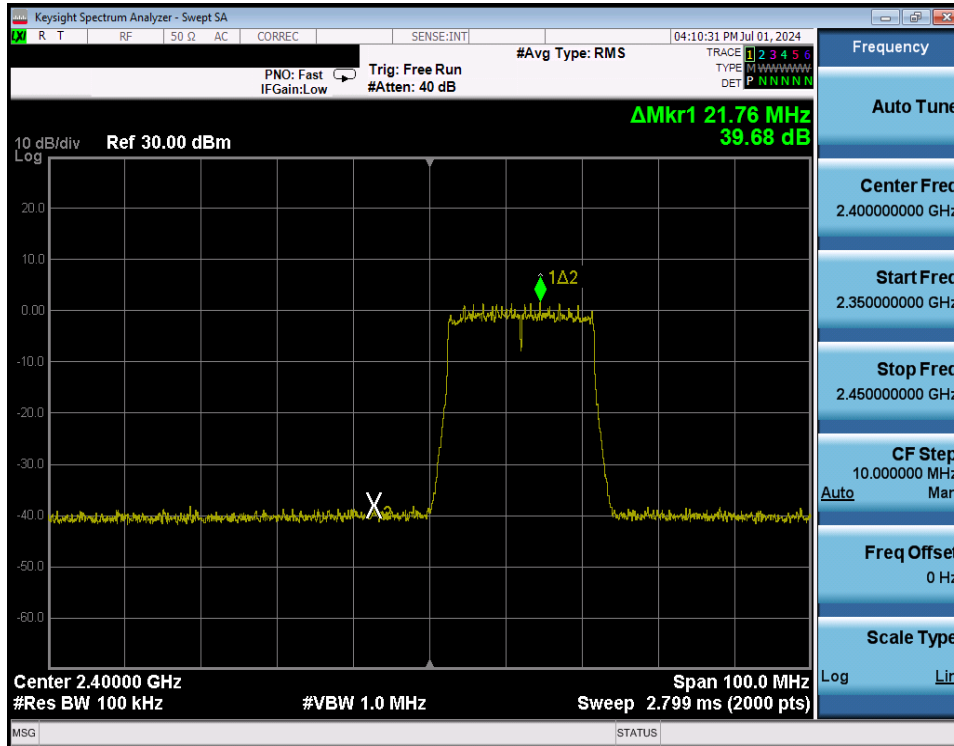 Keysight Spectrum Analyzer - Swept SA
LXI R T RF 50 Ω AC CORREC SENSE:INT 04:10:31 PM Jul 01, 2024
PNO: Fast
IFGain:Low
Trig: Free Run
#Atten: 40 dB
#Avg Type: RMS
TRACE 1 2 3 4 5 6
TYPE M W W W W W
DET P N N N N N
ΔMkr1 21.76 MHz
39.68 dB
10 dB/div Ref 30.00 dBm
Log
20.0
10.0
0.00
-10.0
-20.0
-30.0
-40.0
-50.0
-60.0
1Δ2
X2
Center 2.40000 GHz Span 100.0 MHz
#Res BW 100 kHz #VBW 1.0 MHz Sweep 2.799 ms (2000 pts)
MSG STATUS
Frequency
Auto Tune
Center Freq
2.400000000 GHz
Start Freq
2.350000000 GHz
Stop Freq
2.450000000 GHz
CF Step
10.000000 MHz
Auto Man
Freq Offset
0 Hz
Scale Type
Log Lin